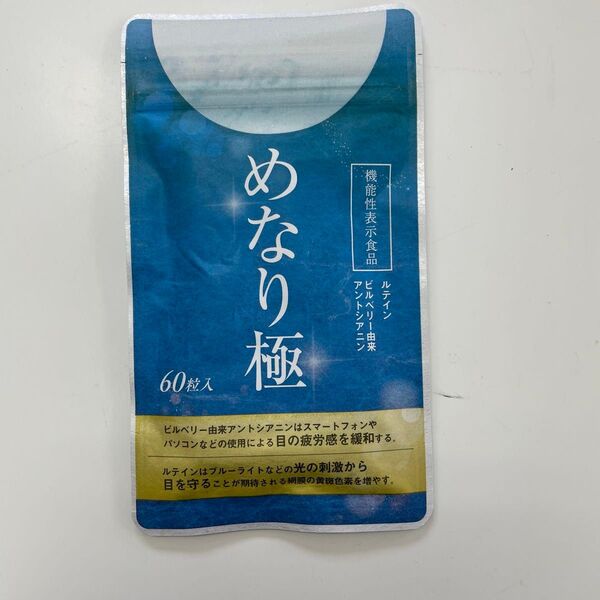 めなり極
機能性表示食品
ルテイン
ビルベリー由来
アントシアニン
60粒入
ビルベリー由来アントシアニンはスマートフォンや
パソコンなどの使用による目の疲労感を緩和する。
ルテインはブルーライトなどの光の刺激から
目を守ることが期待される網膜の黄斑色素を増やす。